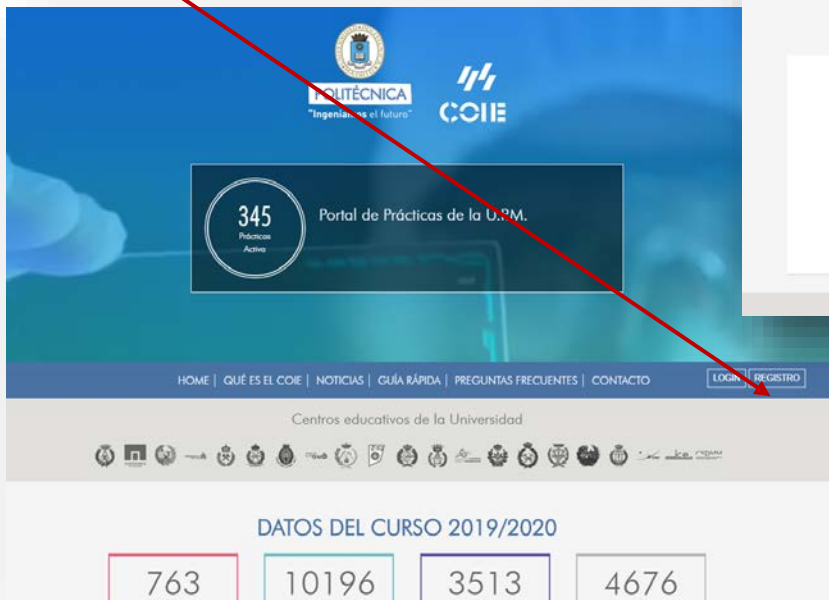 POLITÉCNICA
"Ingeniamos el futuro"
COIE
345
Prácticas
Activa
Portal de Prácticas de la U.P.M.
HOME | QUÉ ES EL COIE | NOTICIAS | GUÍA RÁPIDA | PREGUNTAS FRECUENTES | CONTACTO
LOGIN REGISTRO
Centros educativos de la Universidad
DATOS DEL CURSO 2019/2020
763 10196 3513 4676